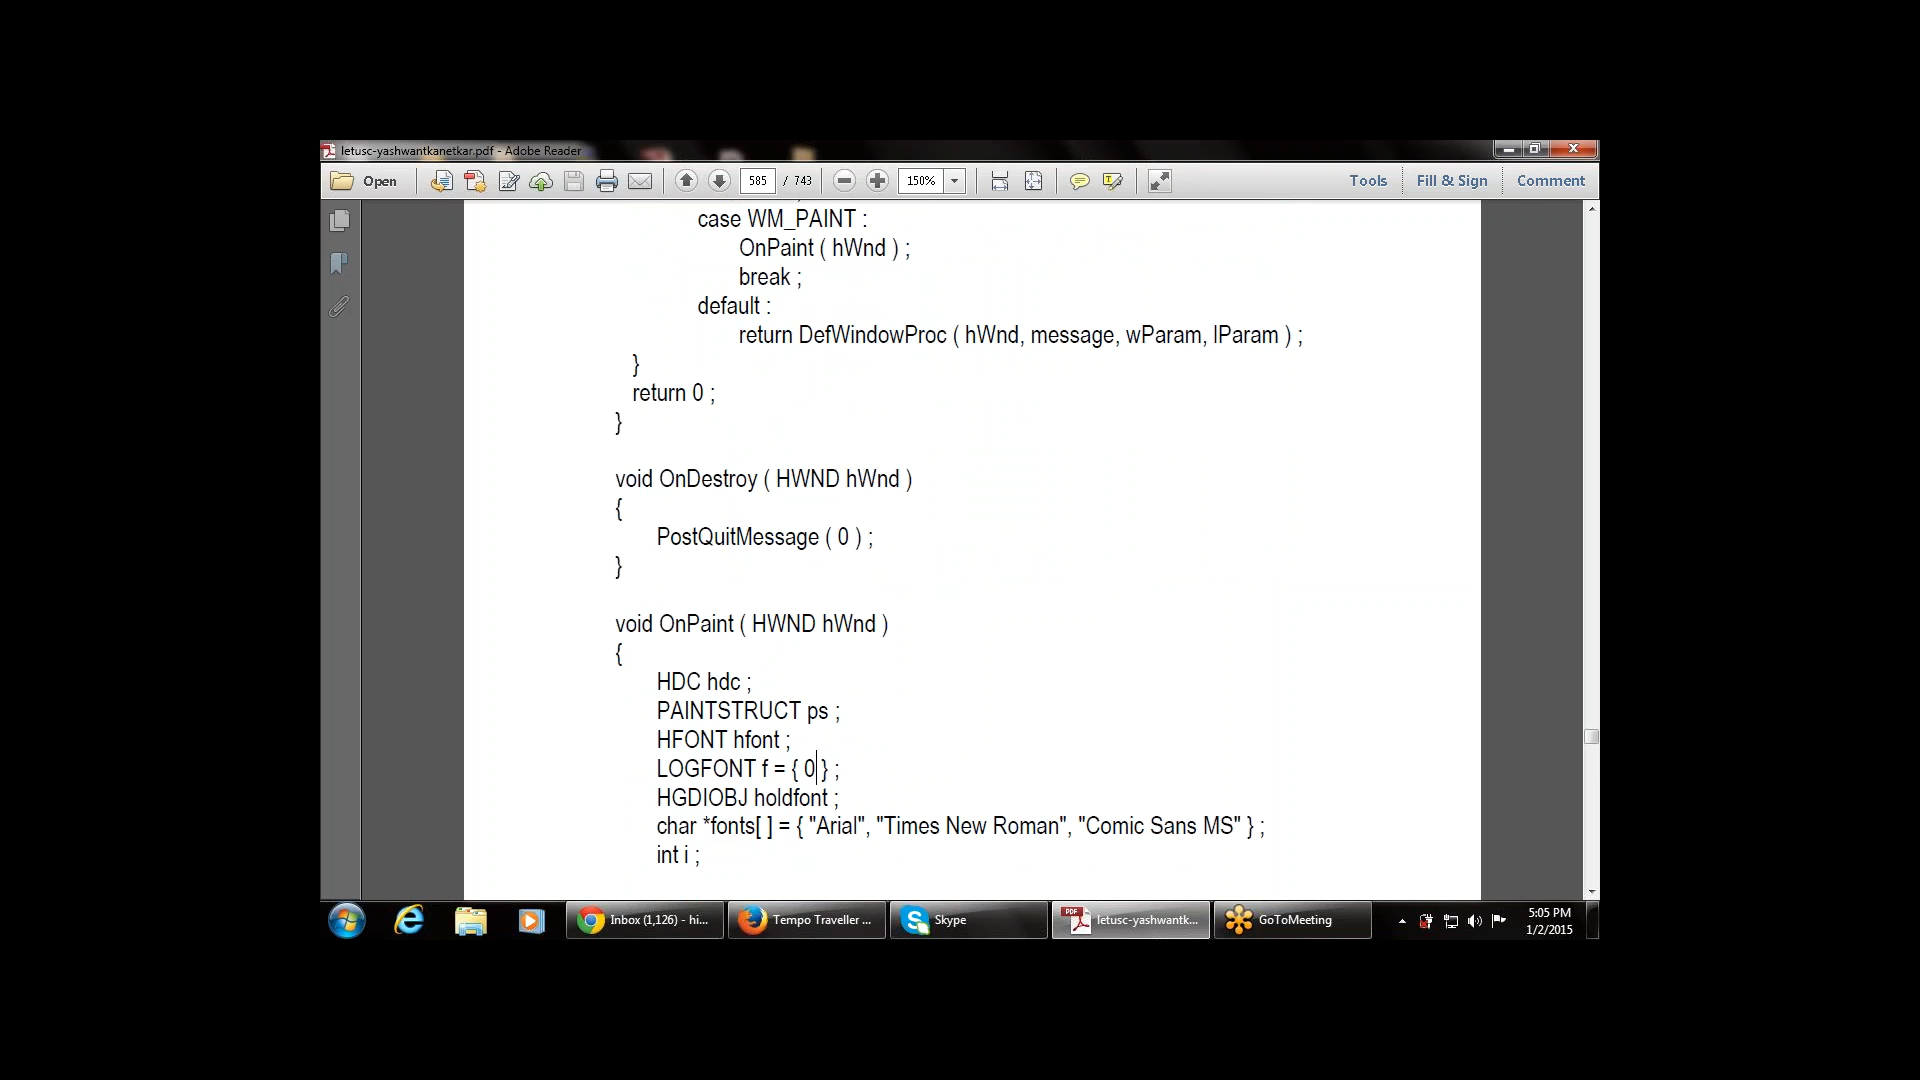 letusc-yashwantkanetkar.pdf - Adobe Reader
Open
585 / 743
150%
Tools
Fill & Sign
Comment
case WM_PAINT :
OnPaint ( hWnd ) ;
break ;
default :
return DefWindowProc ( hWnd, message, wParam, lParam ) ;
}
return 0 ;
}
void OnDestroy ( HWND hWnd )
{
PostQuitMessage ( 0 ) ;
}
void OnPaint ( HWND hWnd )
{
HDC hdc ;
PAINTSTRUCT ps ;
HFONT hfont ;
LOGFONT f = { 0 } ;
HGDIOBJ holdfont ;
char *fonts[ ] = { "Arial", "Times New Roman", "Comic Sans MS" } ;
int i ;
Inbox (1,126) - hi...
Tempo Traveller ...
Skype
PDF
letusc-yashwantk...
GoToMeeting
5:05 PM
1/2/2015